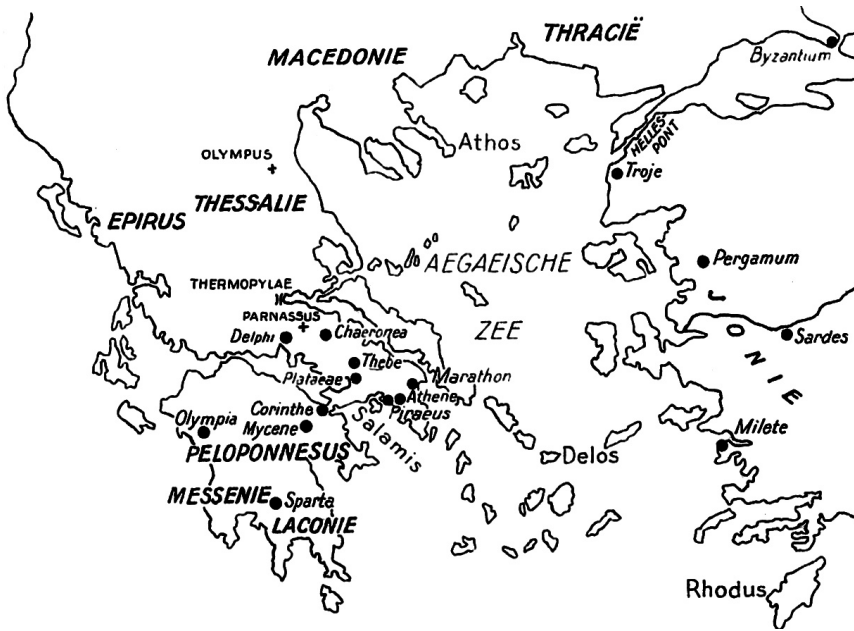 THRACIË
MACEDONIE
Byzantium
Athos
HELLES-
PONT
OLYMPUS
Troje
THESSALIE
EPIRUS
AEGAEISCHE
Pergamum
THERMOPYLAE
PARNASSUS
Delphi
Chaeronea
ZEE
IONIE
Sardes
Thebe
Plataeae
Marathon
Athene
Piraeus
Corinthe
Salamis
Olympia
Mycene
Milete
PELOPONNESUS
Delos
MESSENIE
Sparta
LACONIE
Rhodus